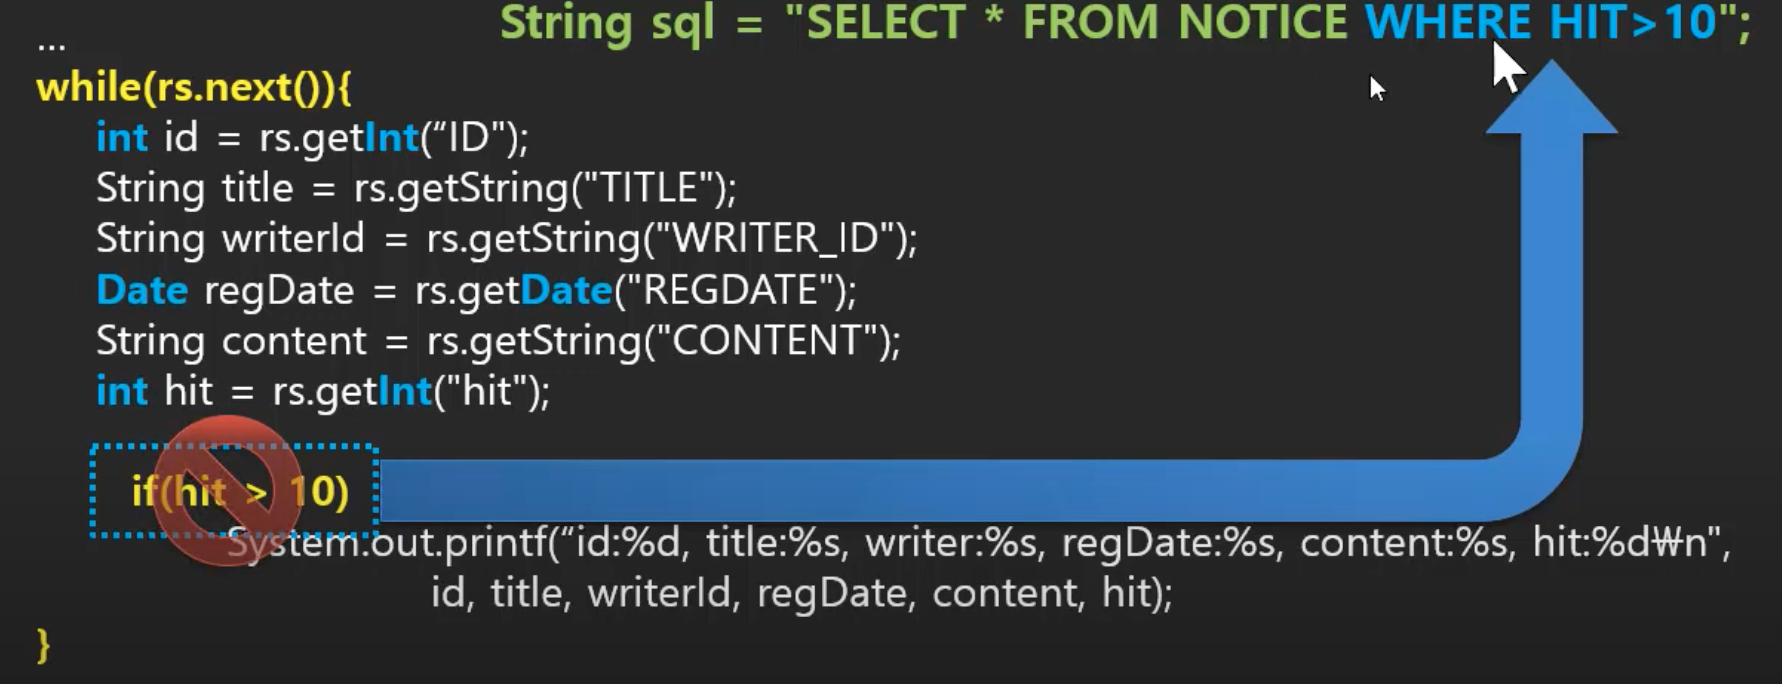 String sql = "SELECT * FROM NOTICE WHERE HIT>10";
...
while(rs.next()){
int id = rs.getInt(“ID");
String title = rs.getString("TITLE");
String writerId = rs.getString("WRITER_ID");
Date regDate = rs.getDate("REGDATE");
String content = rs.getString("CONTENT");
int hit = rs.getInt("hit");
if(hit > 10)
System.out.printf(“id:%d, title:%s, writer:%s, regDate:%s, content:%s, hit:%d₩n",
id, title, writerId, regDate, content, hit);
}